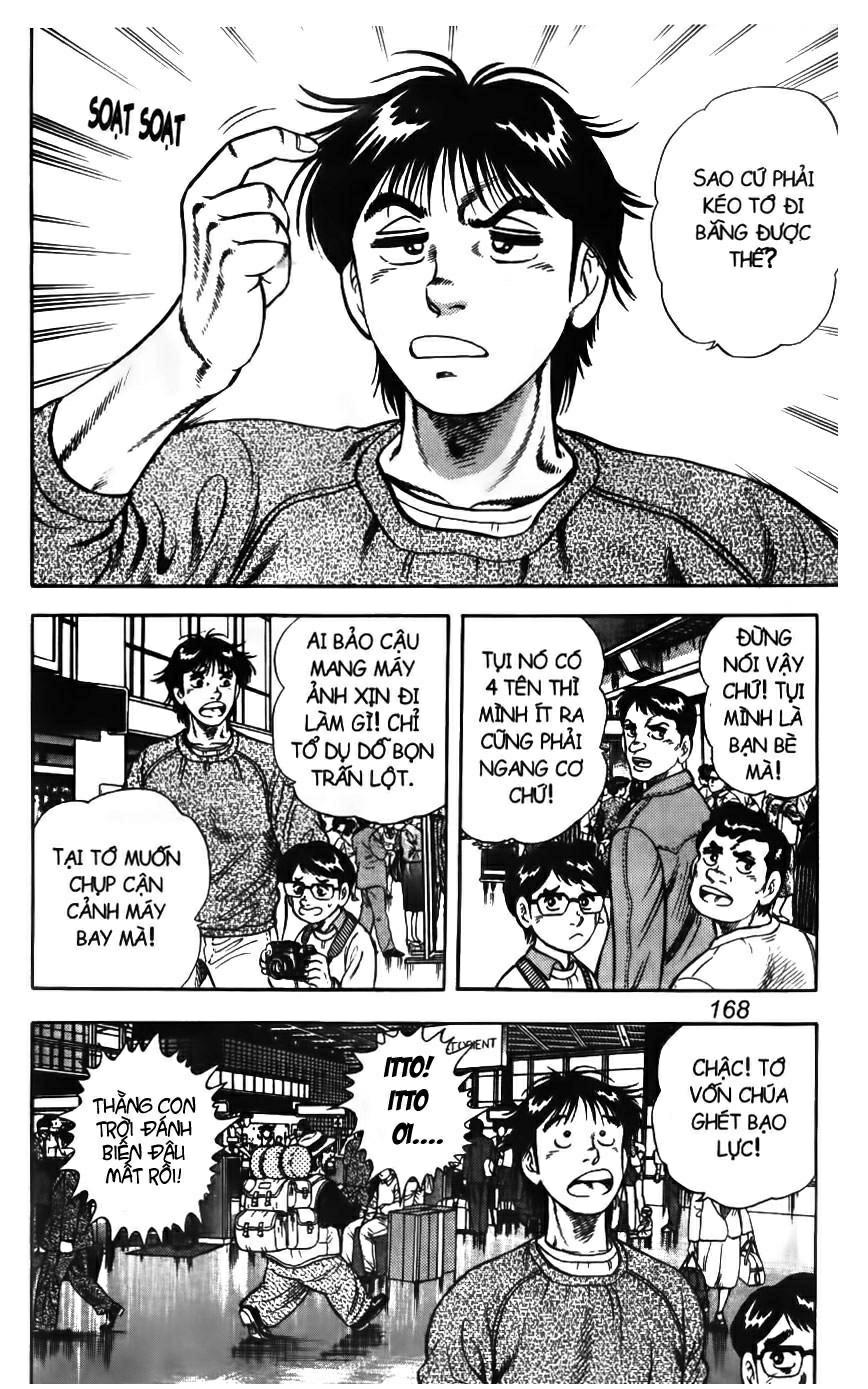 SOẠT SOẠT
SAO CỨ PHẢI
KÉO TỚ ĐI
BẰNG ĐƯỢC
THẾ?
AI BẢO CẬU
MANG MÁY
ẢNH XỊN ĐI
LÀM GÌ! CHỈ
TỔ DỤ DỖ BỌN
TRẤN LỘT.
TẠI TỚ MUỐN
CHỤP CẬN
CẢNH MÁY
BAY MÀ!
TỤI NÓ CÓ
4 TÊN THÌ
MÌNH ÍT RA
CŨNG PHẢI
NGANG CƠ
CHỨ!
ĐỪNG
NÓI VẬY
CHỨ! TỤI
MÌNH LÀ
BẠN BÈ
MÀ!
168
THẰNG CON
TRỜI ĐÁNH
BIẾN ĐÂU
MẤT RỒI!
ITTO!
ITTO
ƠI....
CHẬC! TỚ
VỐN CHÚA
GHÉT BẠO
LỰC!